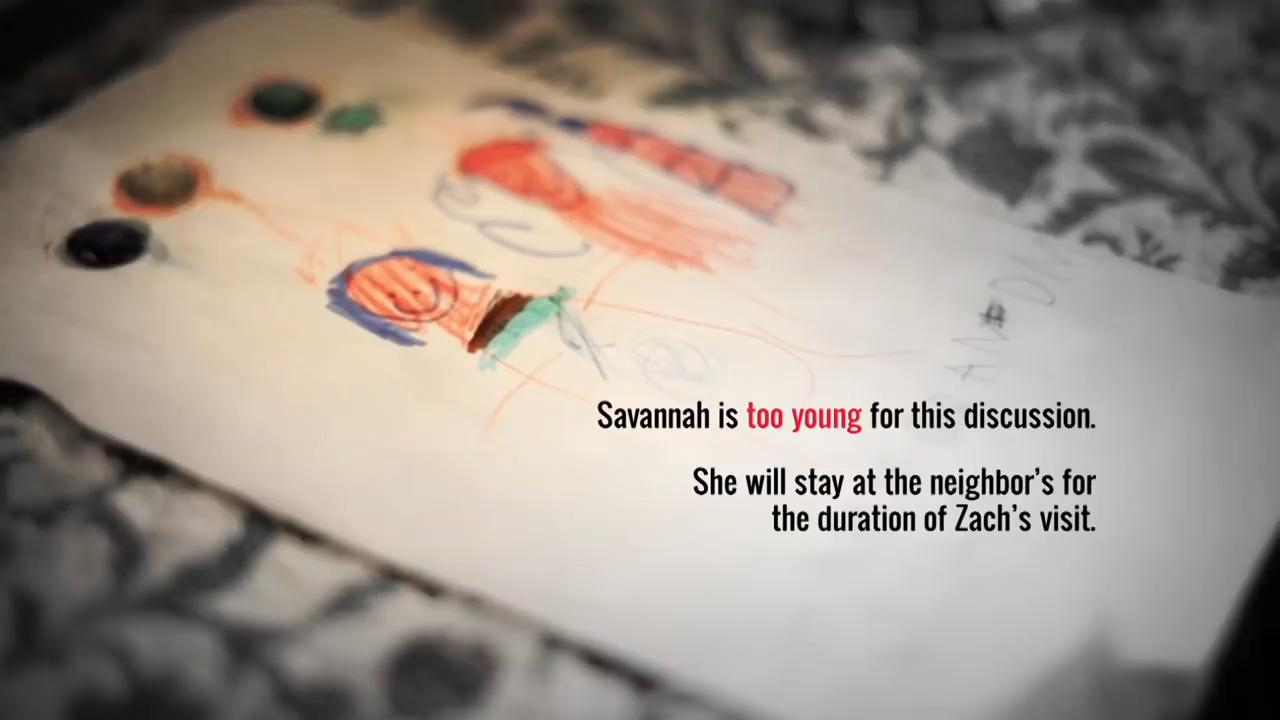 Savannah is too young for this discussion.
She will stay at the neighbor's for
the duration of Zach's visit.